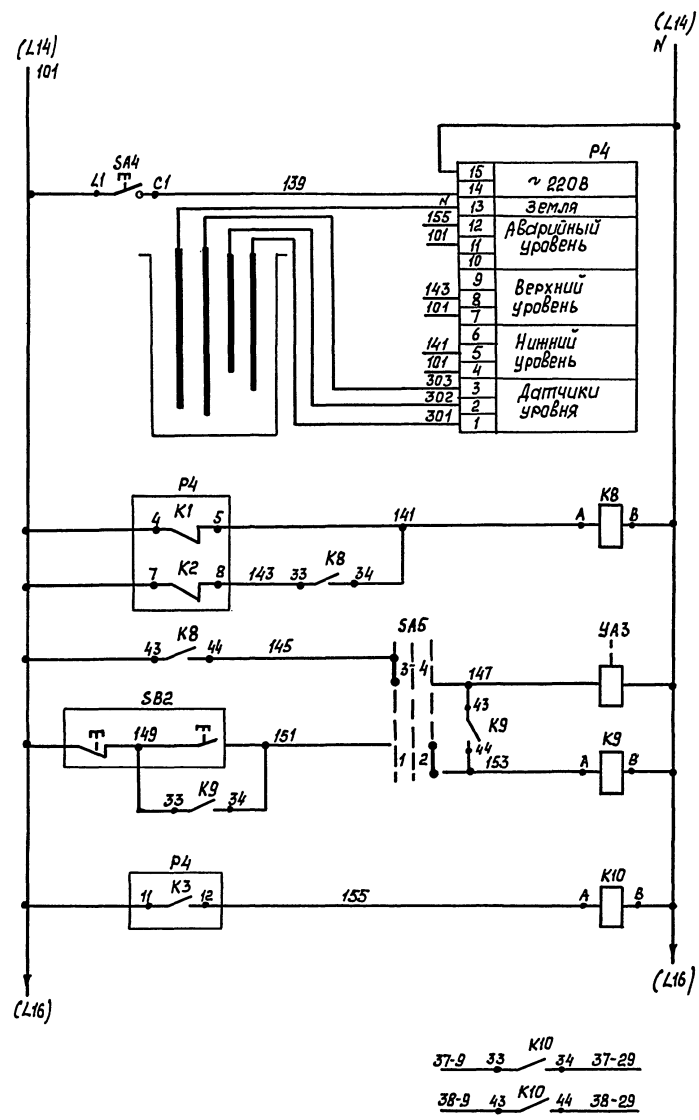 (L14)
101
(L14)
N
SA4
L1
C1
139
P4
15
14
~ 220В
N
13
Земля
155
12
Аварийный
уровень
101
11
10
9
Верхний
уровень
143
8
101
7
6
Нижний
уровень
141
5
101
4
303
3
Датчики
уровня
302
2
301
1
P4
K1
4
5
141
K8
A
B
K2
7
8
143
33
K8
34
K8
43
44
145
SA5
3
4
147
УА3
43
K9
44
SB2
149
151
1
2
153
K9
A
B
33
K9
34
P4
K3
11
12
155
K10
A
B
(L16)
(L16)
37-9
33
K10
34
37-29
38-9
43
K10
44
38-29